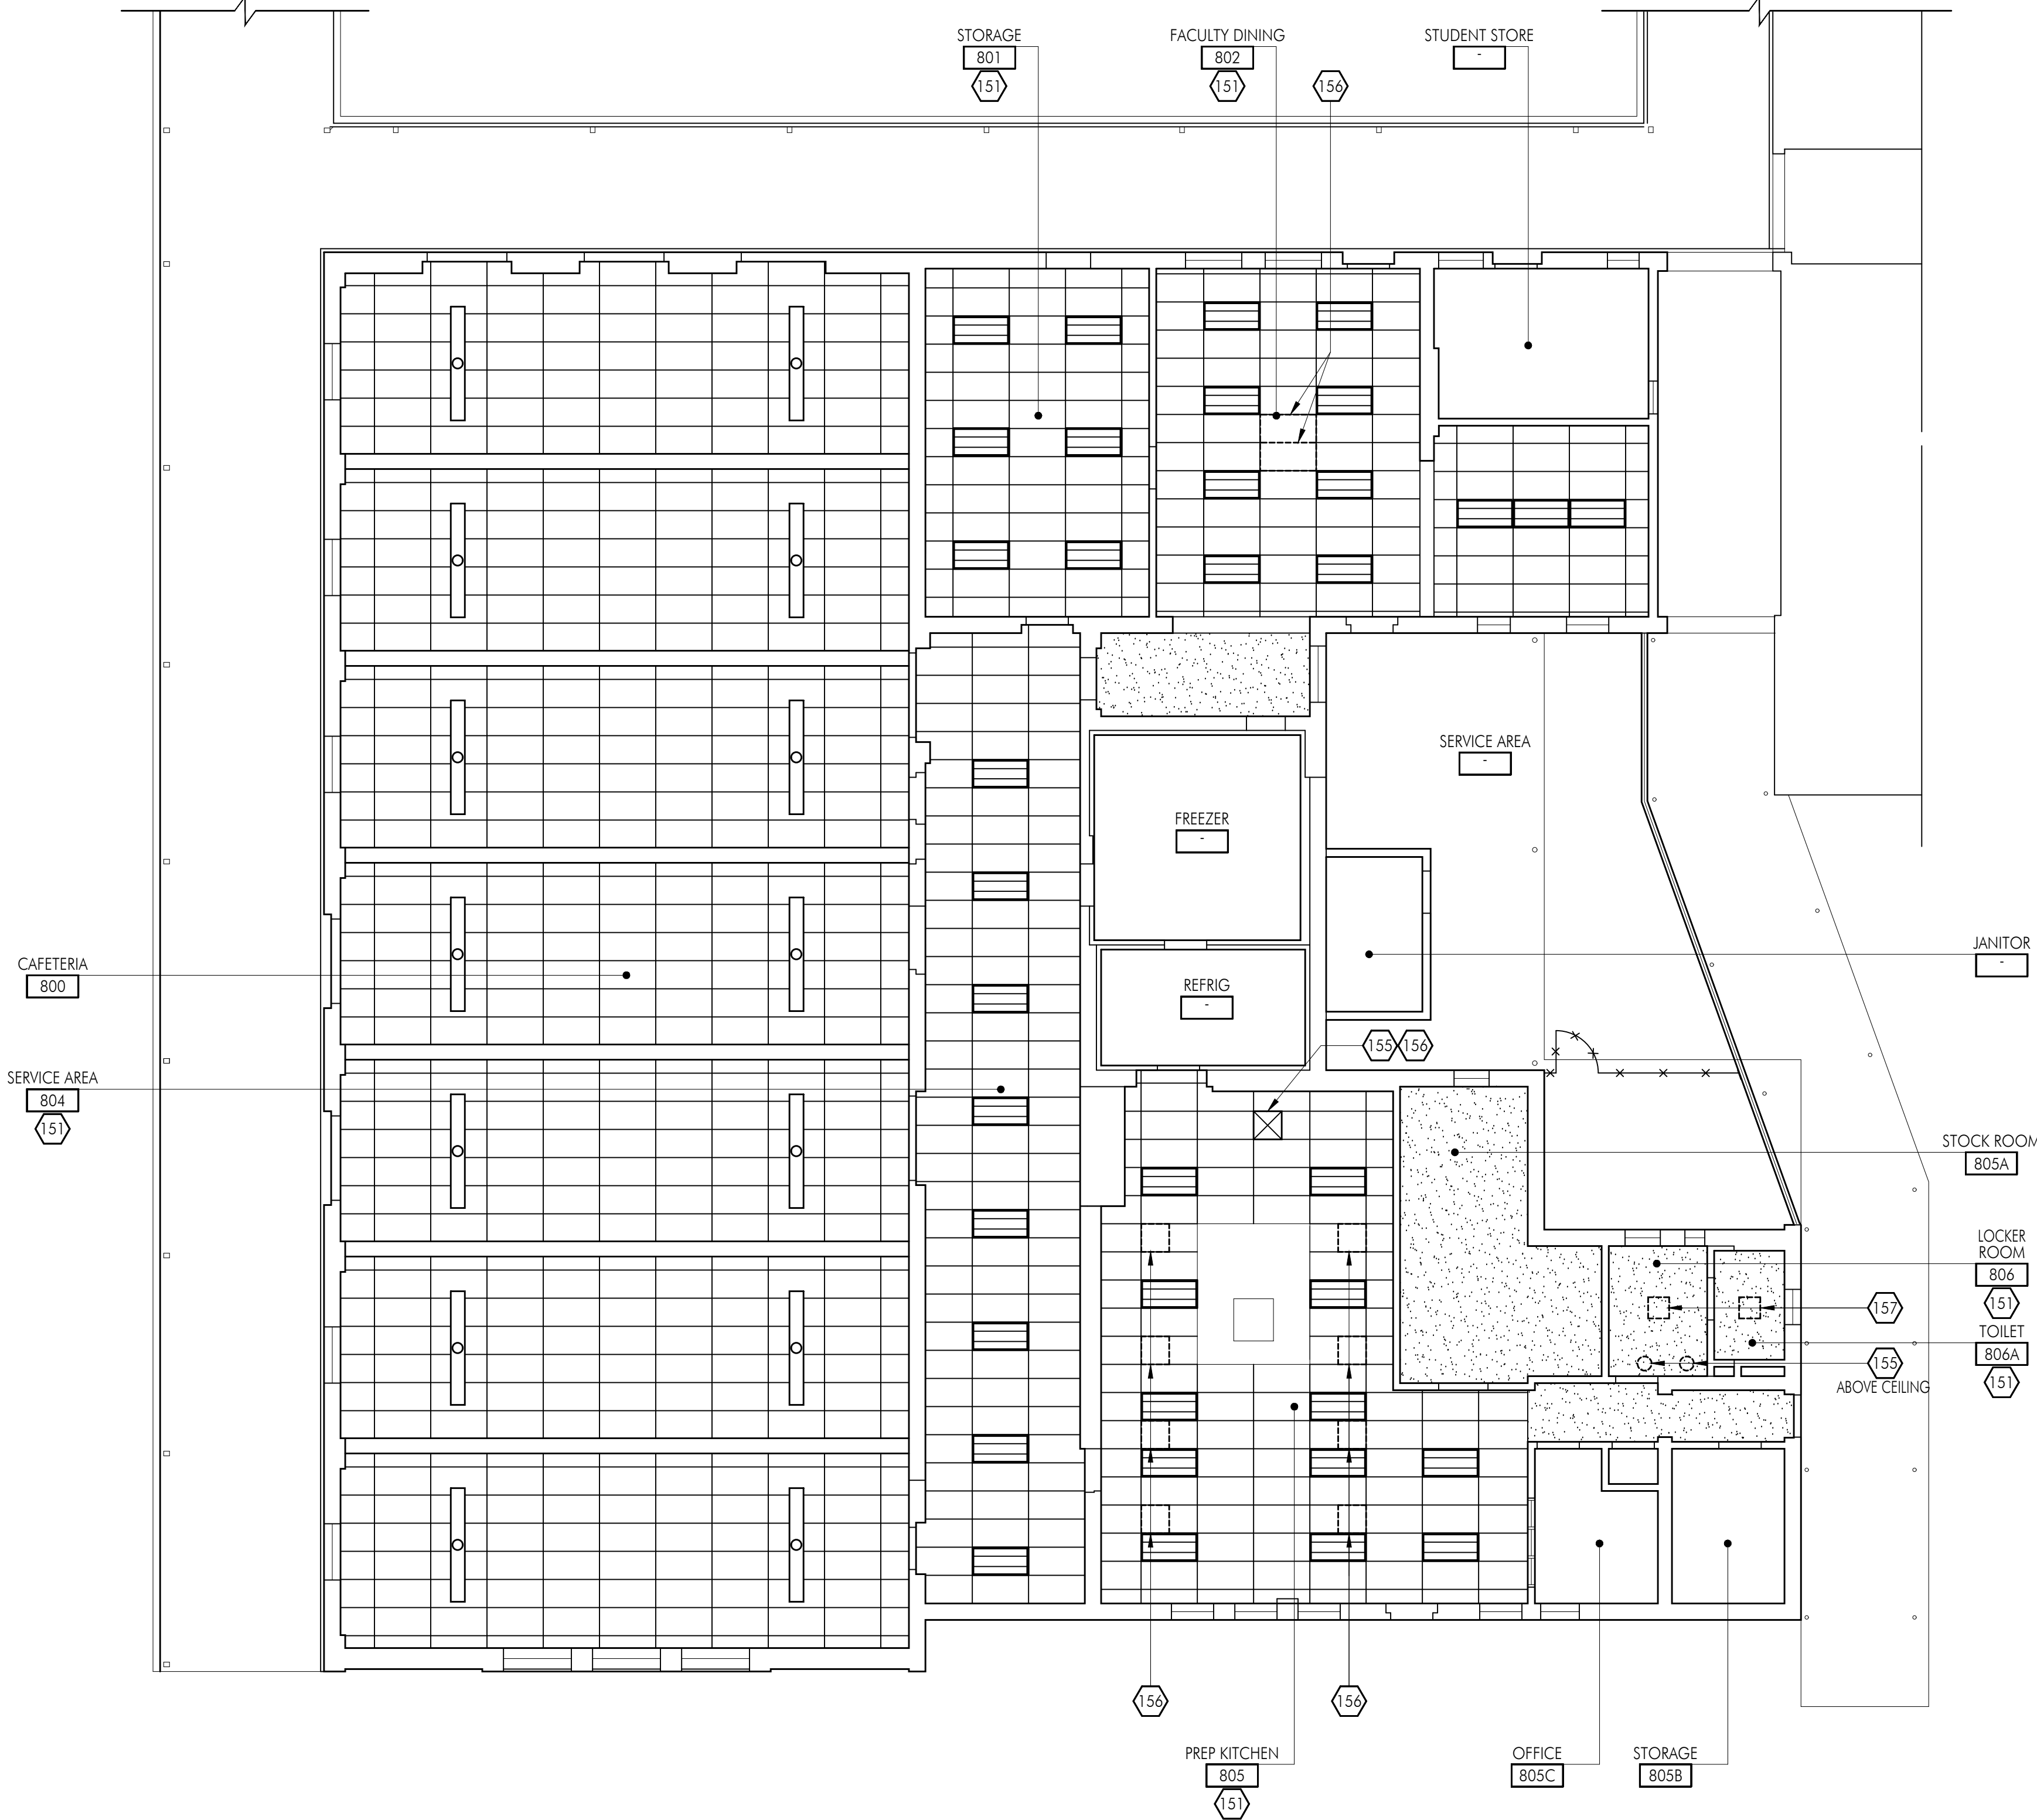 STORAGE
801
151
FACULTY DINING
802
151
156
STUDENT STORE
-
SERVICE AREA
-
FREEZER
-
REFRIG
-
CAFETERIA
800
JANITOR
-
155
156
SERVICE AREA
804
151
STOCK ROOM
805A
LOCKER
ROOM
806
151
157
TOILET
806A
151
155
ABOVE CEILING
156
156
PREP KITCHEN
805
151
OFFICE
805C
STORAGE
805B